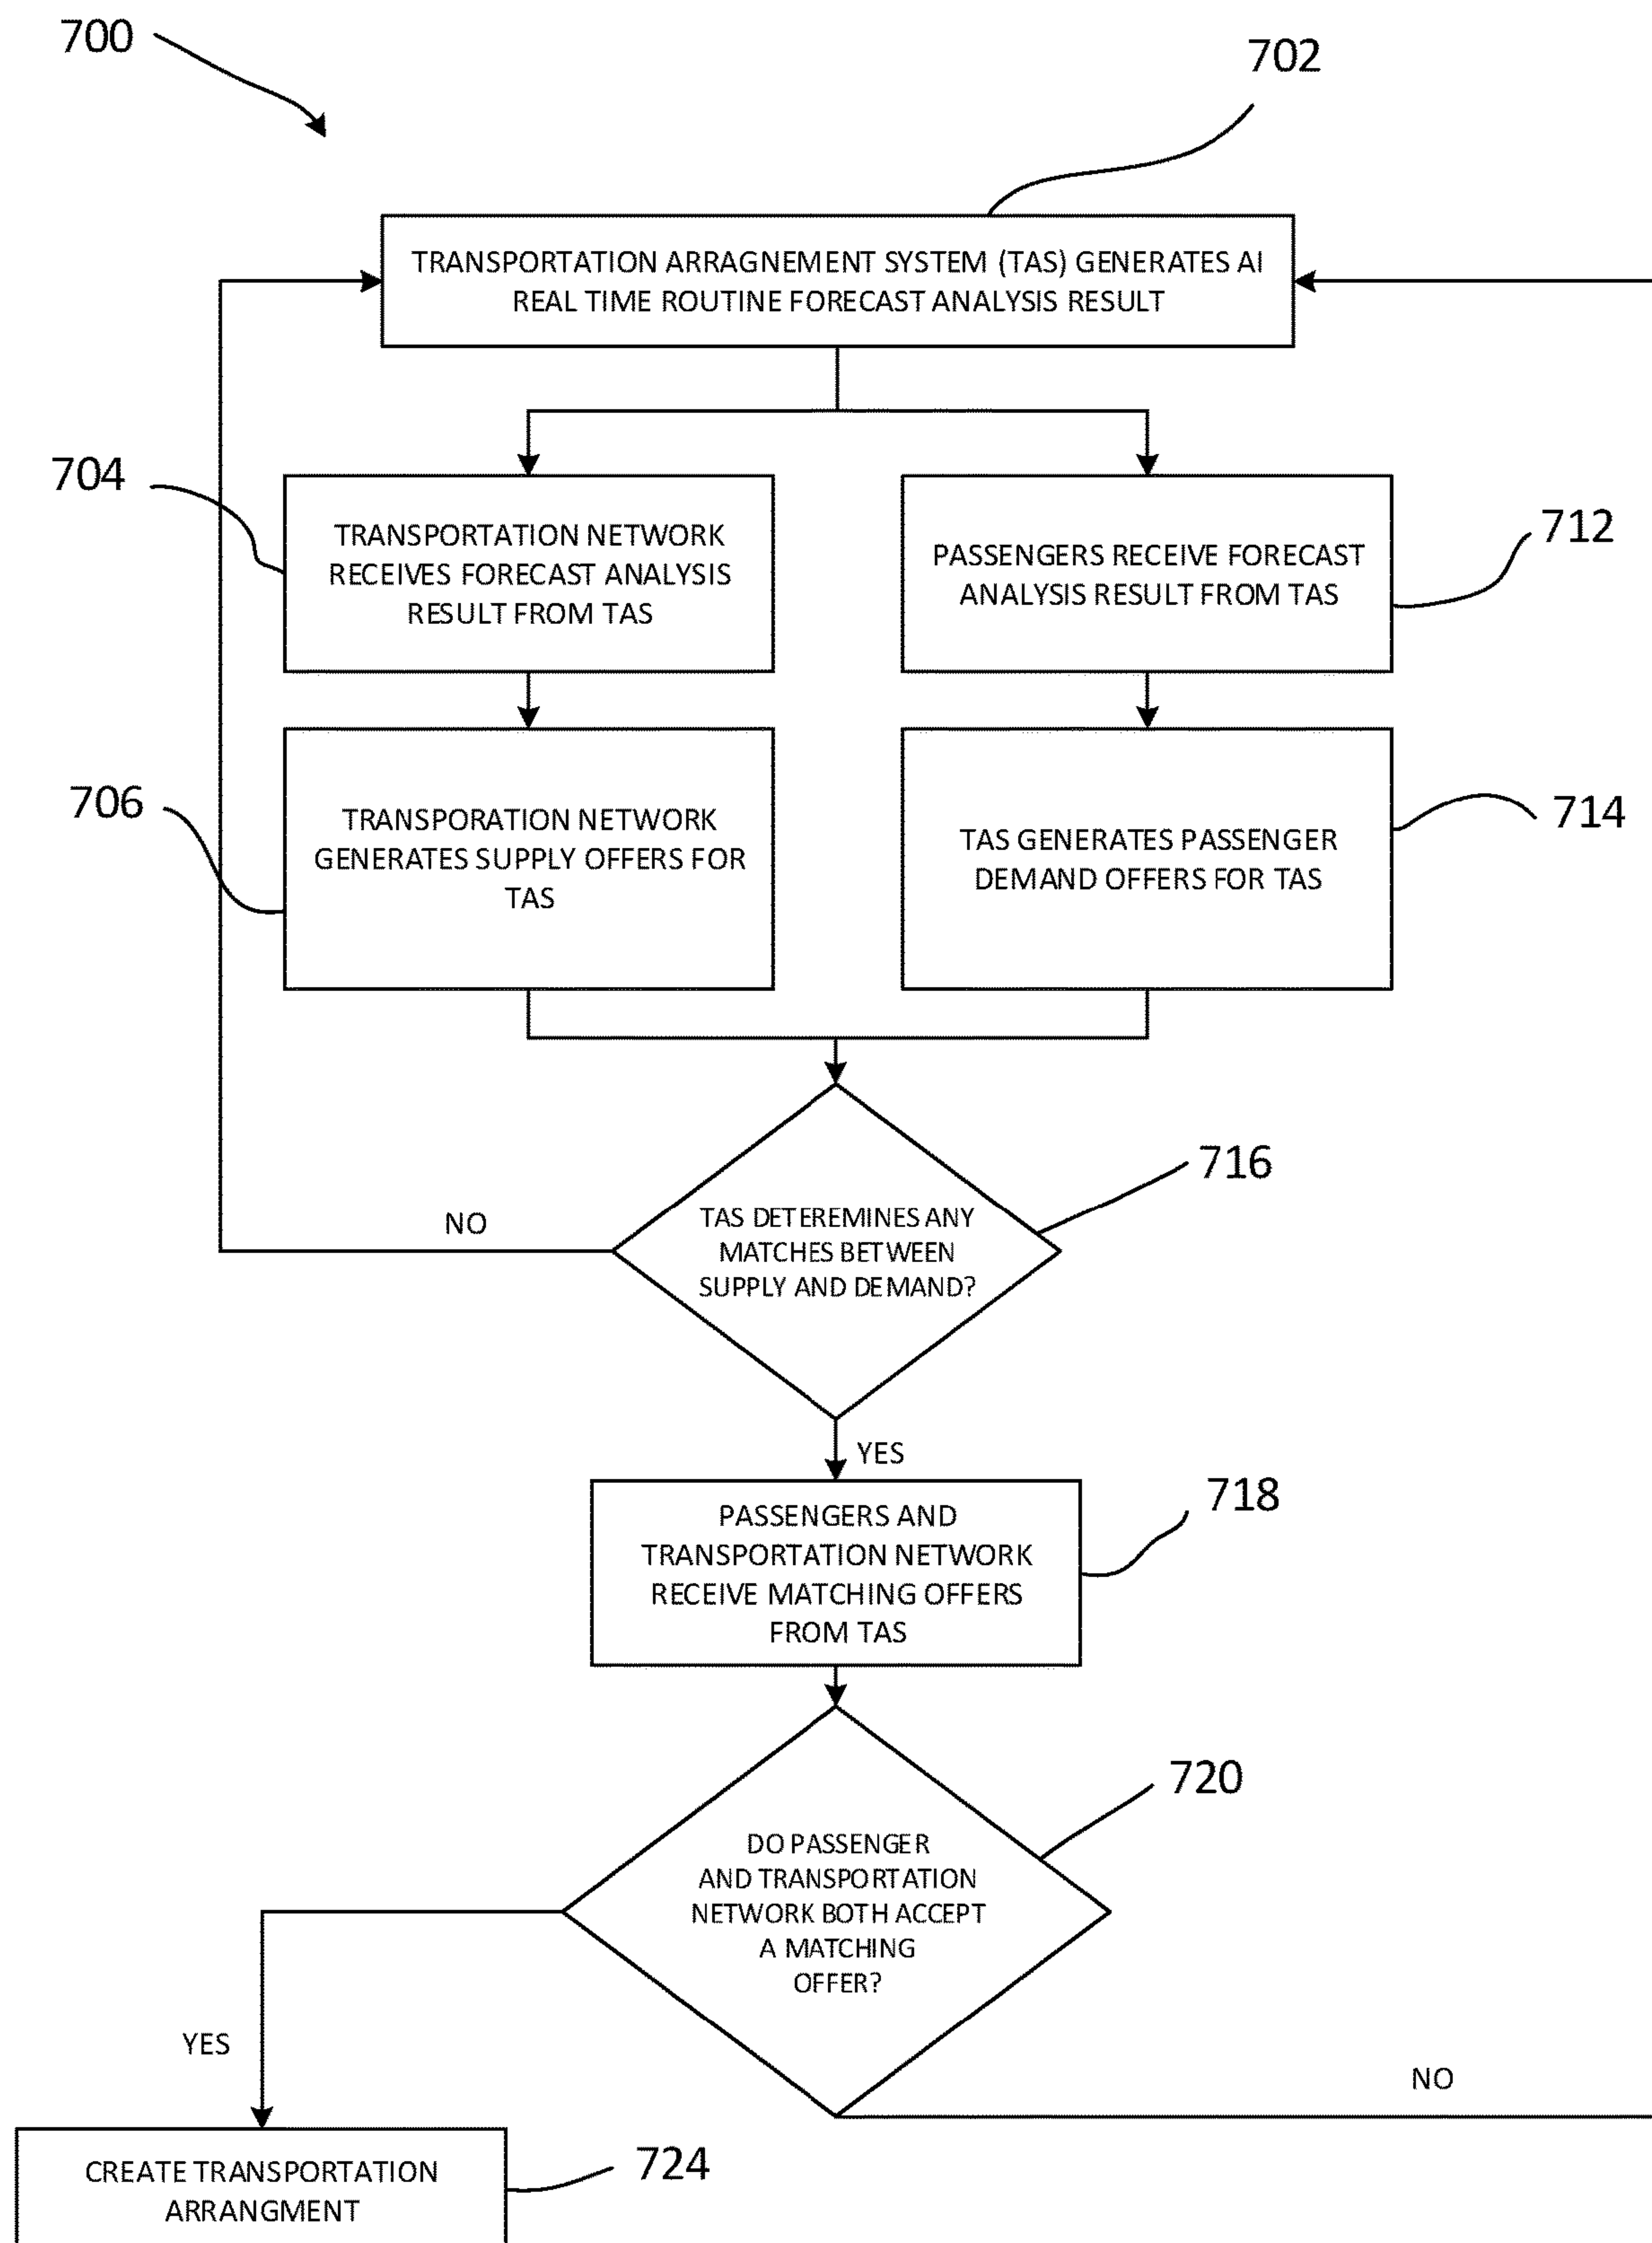 700
702
TRANSPORTATION ARRAGNEMENT SYSTEM (TAS) GENERATES AI
REAL TIME ROUTINE FORECAST ANALYSIS RESULT
704
TRANSPORTATION NETWORK
RECEIVES FORECAST ANALYSIS
RESULT FROM TAS
PASSENGERS RECEIVE FORECAST
ANALYSIS RESULT FROM TAS
712
706
TRANSPORATION NETWORK
GENERATES SUPPLY OFFERS FOR
TAS
TAS GENERATES PASSENGER
DEMAND OFFERS FOR TAS
714
716
NO
TAS DETEREMINES ANY
MATCHES BETWEEN
SUPPLY AND DEMAND?
YES
718
PASSENGERS AND
TRANSPORTATION NETWORK
RECEIVE MATCHING OFFERS
FROM TAS
720
DO PASSENGER
AND TRANSPORTATION
NETWORK BOTH ACCEPT
A MATCHING
OFFER?
YES
NO
724
CREATE TRANSPORTATION
ARRANGMENT